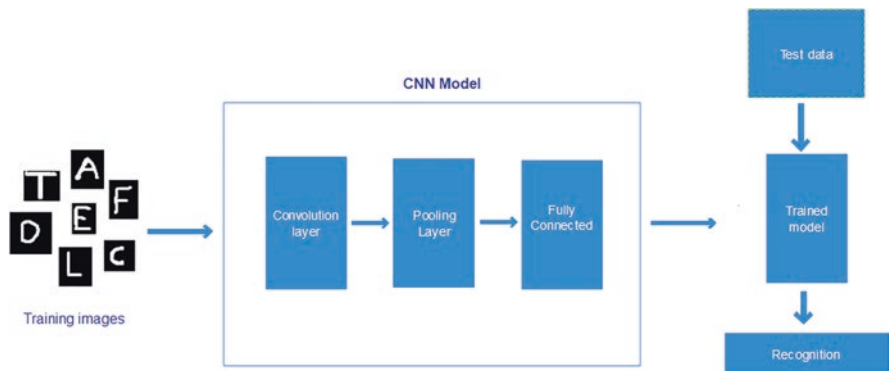 Test data
CNN Model
A
T
F
E
D
L
C
Convolution
layer
Pooling
Layer
Fully
Connected
Trained
model
Training images
Recognition